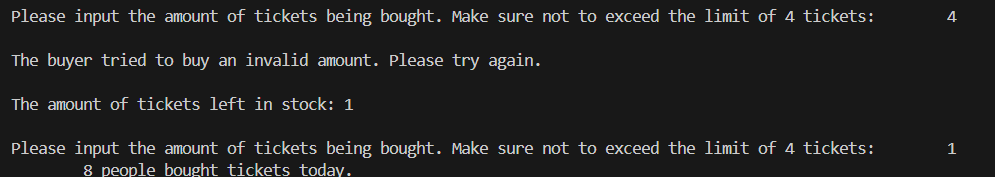 Please input the amount of tickets being bought. Make sure not to exceed the limit of 4 tickets: 4
The buyer tried to buy an invalid amount. Please try again.
The amount of tickets left in stock: 1
Please input the amount of tickets being bought. Make sure not to exceed the limit of 4 tickets: 1
8 people bought tickets today.